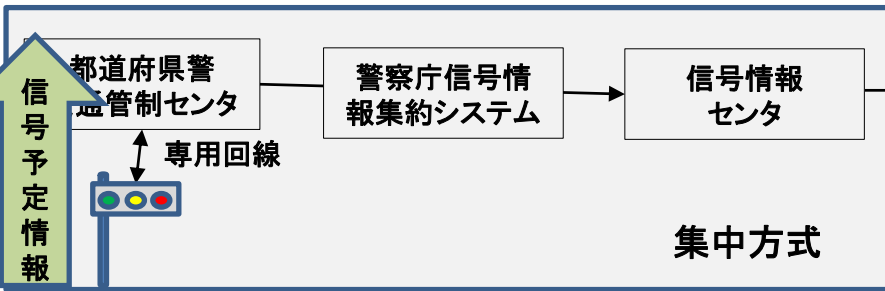 都道府県警
通管制センタ
警察庁信号情
報集約システム
信号情報
センタ
専用回線
信号予定情報
集中方式